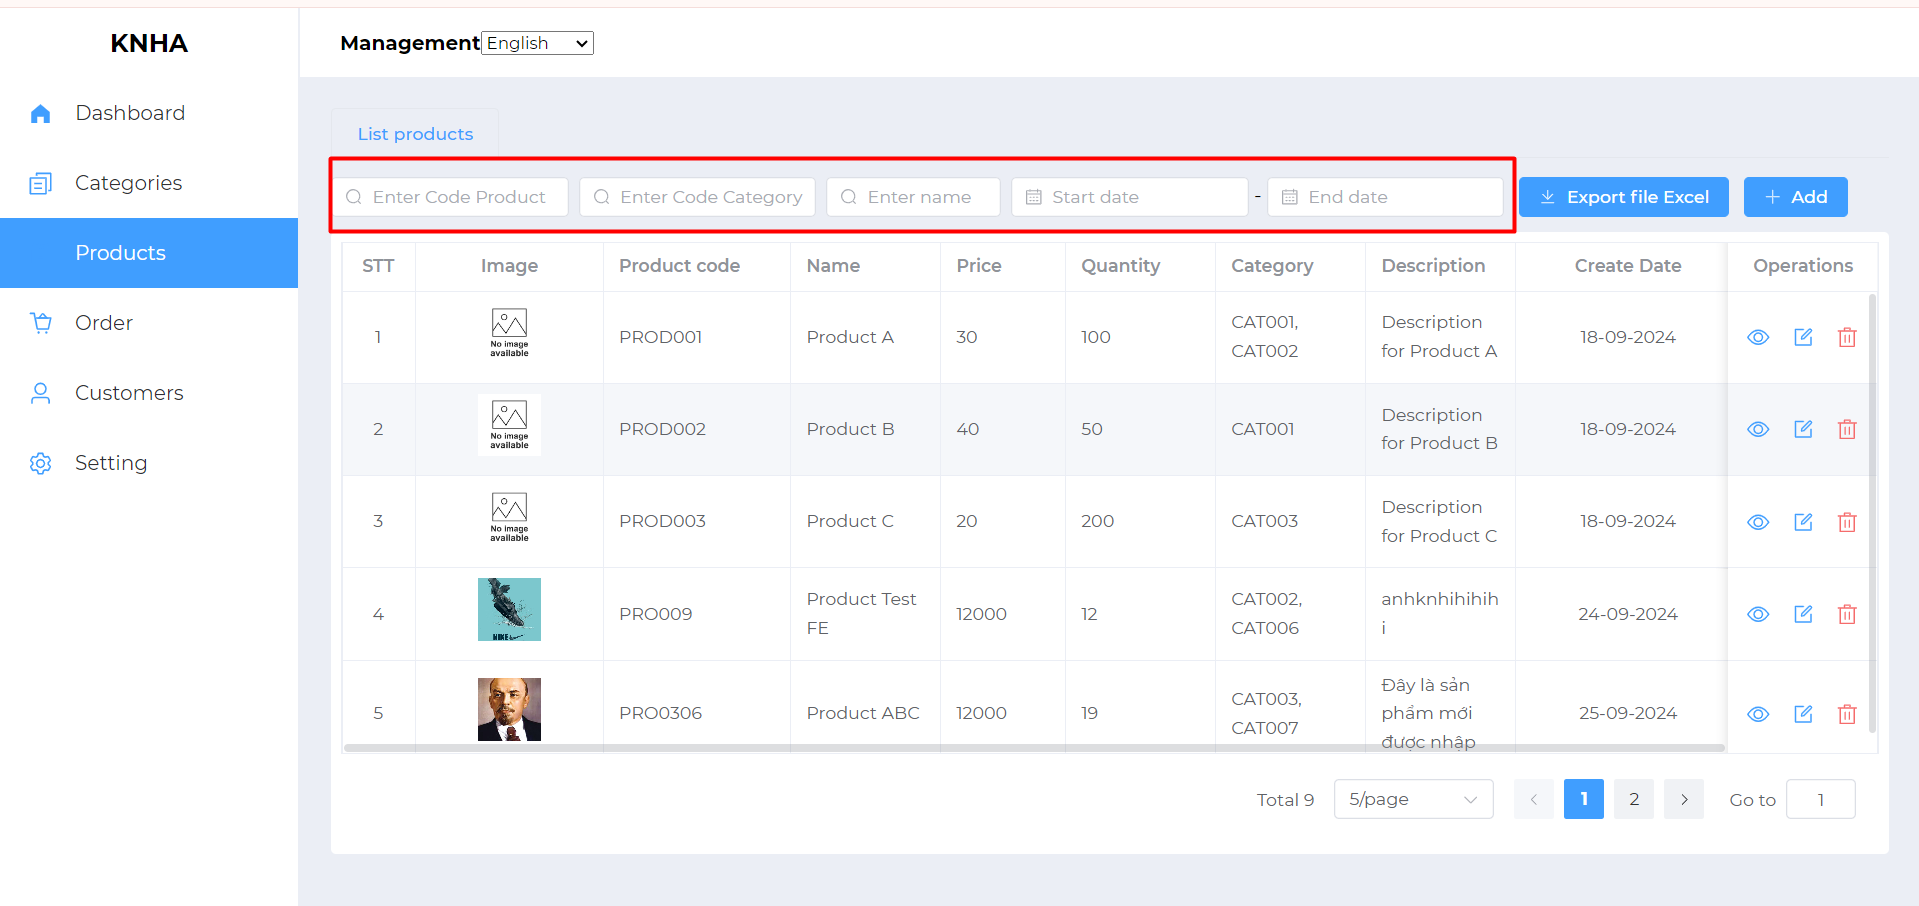 KNHA
Management English
Dashboard
Categories
Products
Order
Customers
Setting
List products
Enter Code Product Enter Code Category Enter name Start date - End date Export file Excel Add
STT Image Product code Name Price Quantity Category Description Create Date Operations
1 No image available PROD001 Product A 30 100 CAT001, CAT002 Description for Product A 18-09-2024
2 No image available PROD002 Product B 40 50 CAT001 Description for Product B 18-09-2024
3 No image available PROD003 Product C 20 200 CAT003 Description for Product C 18-09-2024
4 PRO009 Product Test FE 12000 12 CAT002, CAT006 anhknhihihihi 24-09-2024
5 PRO0306 Product ABC 12000 19 CAT003, CAT007 Đây là sản phẩm mới được nhập 25-09-2024
Total 9 5/page 1 2 Go to 1